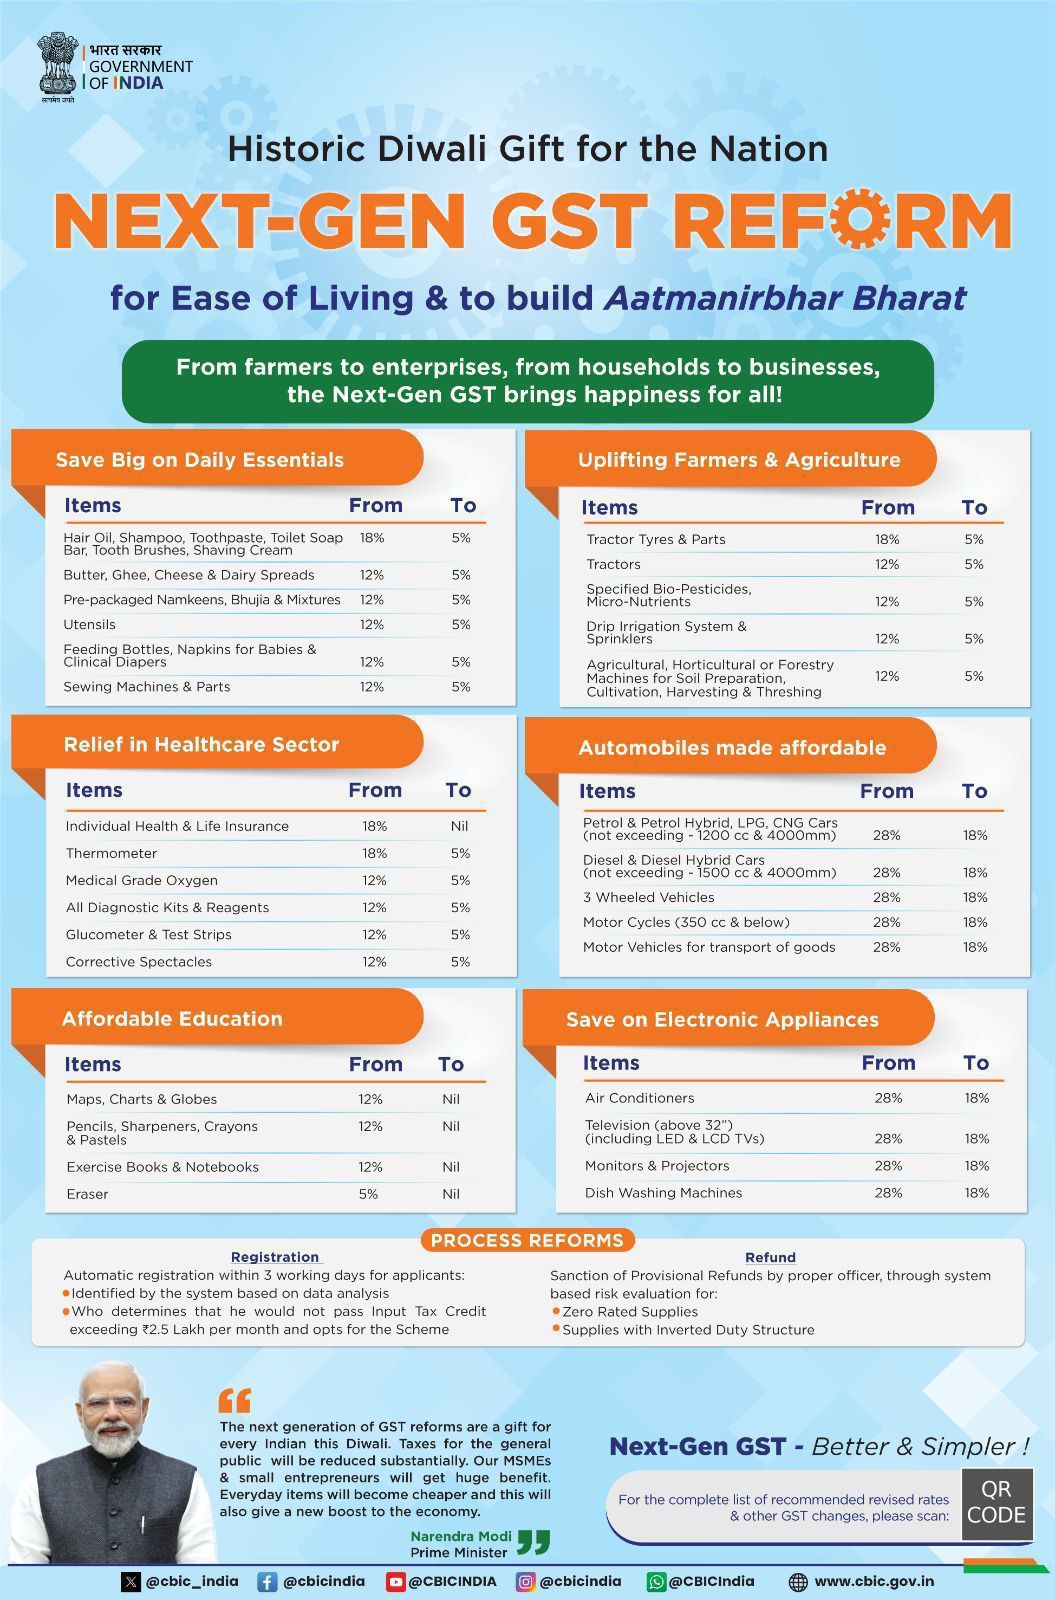 भारत सरकार
GOVERNMENT
OF INDIA
सत्यमेव जयते
Historic Diwali Gift for the Nation
NEXT-GEN GST REFORM
for Ease of Living & to build Aatmanirbhar Bharat
From farmers to enterprises, from households to businesses,
the Next-Gen GST brings happiness for all!
Save Big on Daily Essentials
Items From To
Hair Oil, Shampoo, Toothpaste, Toilet Soap 18% 5%
Bar, Tooth Brushes, Shaving Cream
Butter, Ghee, Cheese & Dairy Spreads 12% 5%
Pre-packaged Namkeens, Bhujia & Mixtures 12% 5%
Utensils 12% 5%
Feeding Bottles, Napkins for Babies &
Clinical Diapers 12% 5%
Sewing Machines & Parts 12% 5%
Uplifting Farmers & Agriculture
Items From To
Tractor Tyres & Parts 18% 5%
Tractors 12% 5%
Specified Bio-Pesticides,
Micro-Nutrients 12% 5%
Drip Irrigation System &
Sprinklers 12% 5%
Agricultural, Horticultural or Forestry
Machines for Soil Preparation, 12% 5%
Cultivation, Harvesting & Threshing
Relief in Healthcare Sector
Items From To
Individual Health & Life Insurance 18% Nil
Thermometer 18% 5%
Medical Grade Oxygen 12% 5%
All Diagnostic Kits & Reagents 12% 5%
Glucometer & Test Strips 12% 5%
Corrective Spectacles 12% 5%
Automobiles made affordable
Items From To
Petrol & Petrol Hybrid, LPG, CNG Cars
(not exceeding - 1200 cc & 4000mm) 28% 18%
Diesel & Diesel Hybrid Cars
(not exceeding - 1500 cc & 4000mm) 28% 18%
3 Wheeled Vehicles 28% 18%
Motor Cycles (350 cc & below) 28% 18%
Motor Vehicles for transport of goods 28% 18%
Affordable Education
Items From To
Maps, Charts & Globes 12% Nil
Pencils, Sharpeners, Crayons 12% Nil
& Pastels
Exercise Books & Notebooks 12% Nil
Eraser 5% Nil
Save on Electronic Appliances
Items From To
Air Conditioners 28% 18%
Television (above 32")
(including LED & LCD TVs) 28% 18%
Monitors & Projectors 28% 18%
Dish Washing Machines 28% 18%
PROCESS REFORMS
Registration
Automatic registration within 3 working days for applicants:
•Identified by the system based on data analysis
•Who determines that he would not pass Input Tax Credit
exceeding ₹2.5 Lakh per month and opts for the Scheme
Refund
Sanction of Provisional Refunds by proper officer, through system
based risk evaluation for:
•Zero Rated Supplies
•Supplies with Inverted Duty Structure
“
The next generation of GST reforms are a gift for
every Indian this Diwali. Taxes for the general
public will be reduced substantially. Our MSMEs
& small entrepreneurs will get huge benefit.
Everyday items will become cheaper and this will
also give a new boost to the economy.
Narendra Modi ”
Prime Minister
Next-Gen GST - Better & Simpler !
For the complete list of recommended revised rates
& other GST changes, please scan:
QR
CODE
@cbic_india @cbicindia @CBICINDIA @cbicindia @CBICIndia www.cbic.gov.in